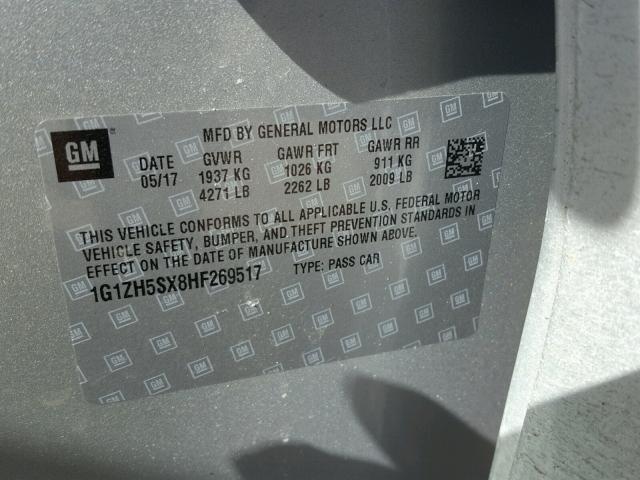 GM
MFD BY GENERAL MOTORS LLC
DATE GVWR GAWR FRT GAWR RR
05/17 1937 KG 1026 KG 911 KG
4271 LB 2262 LB 2009 LB
THIS VEHICLE CONFORMS TO ALL APPLICABLE U.S. FEDERAL MOTOR
VEHICLE SAFETY, BUMPER, AND THEFT PREVENTION STANDARDS IN
EFFECT ON THE DATE OF MANUFACTURE SHOWN ABOVE.
1G1ZH5SX8HF269517 TYPE: PASS CAR